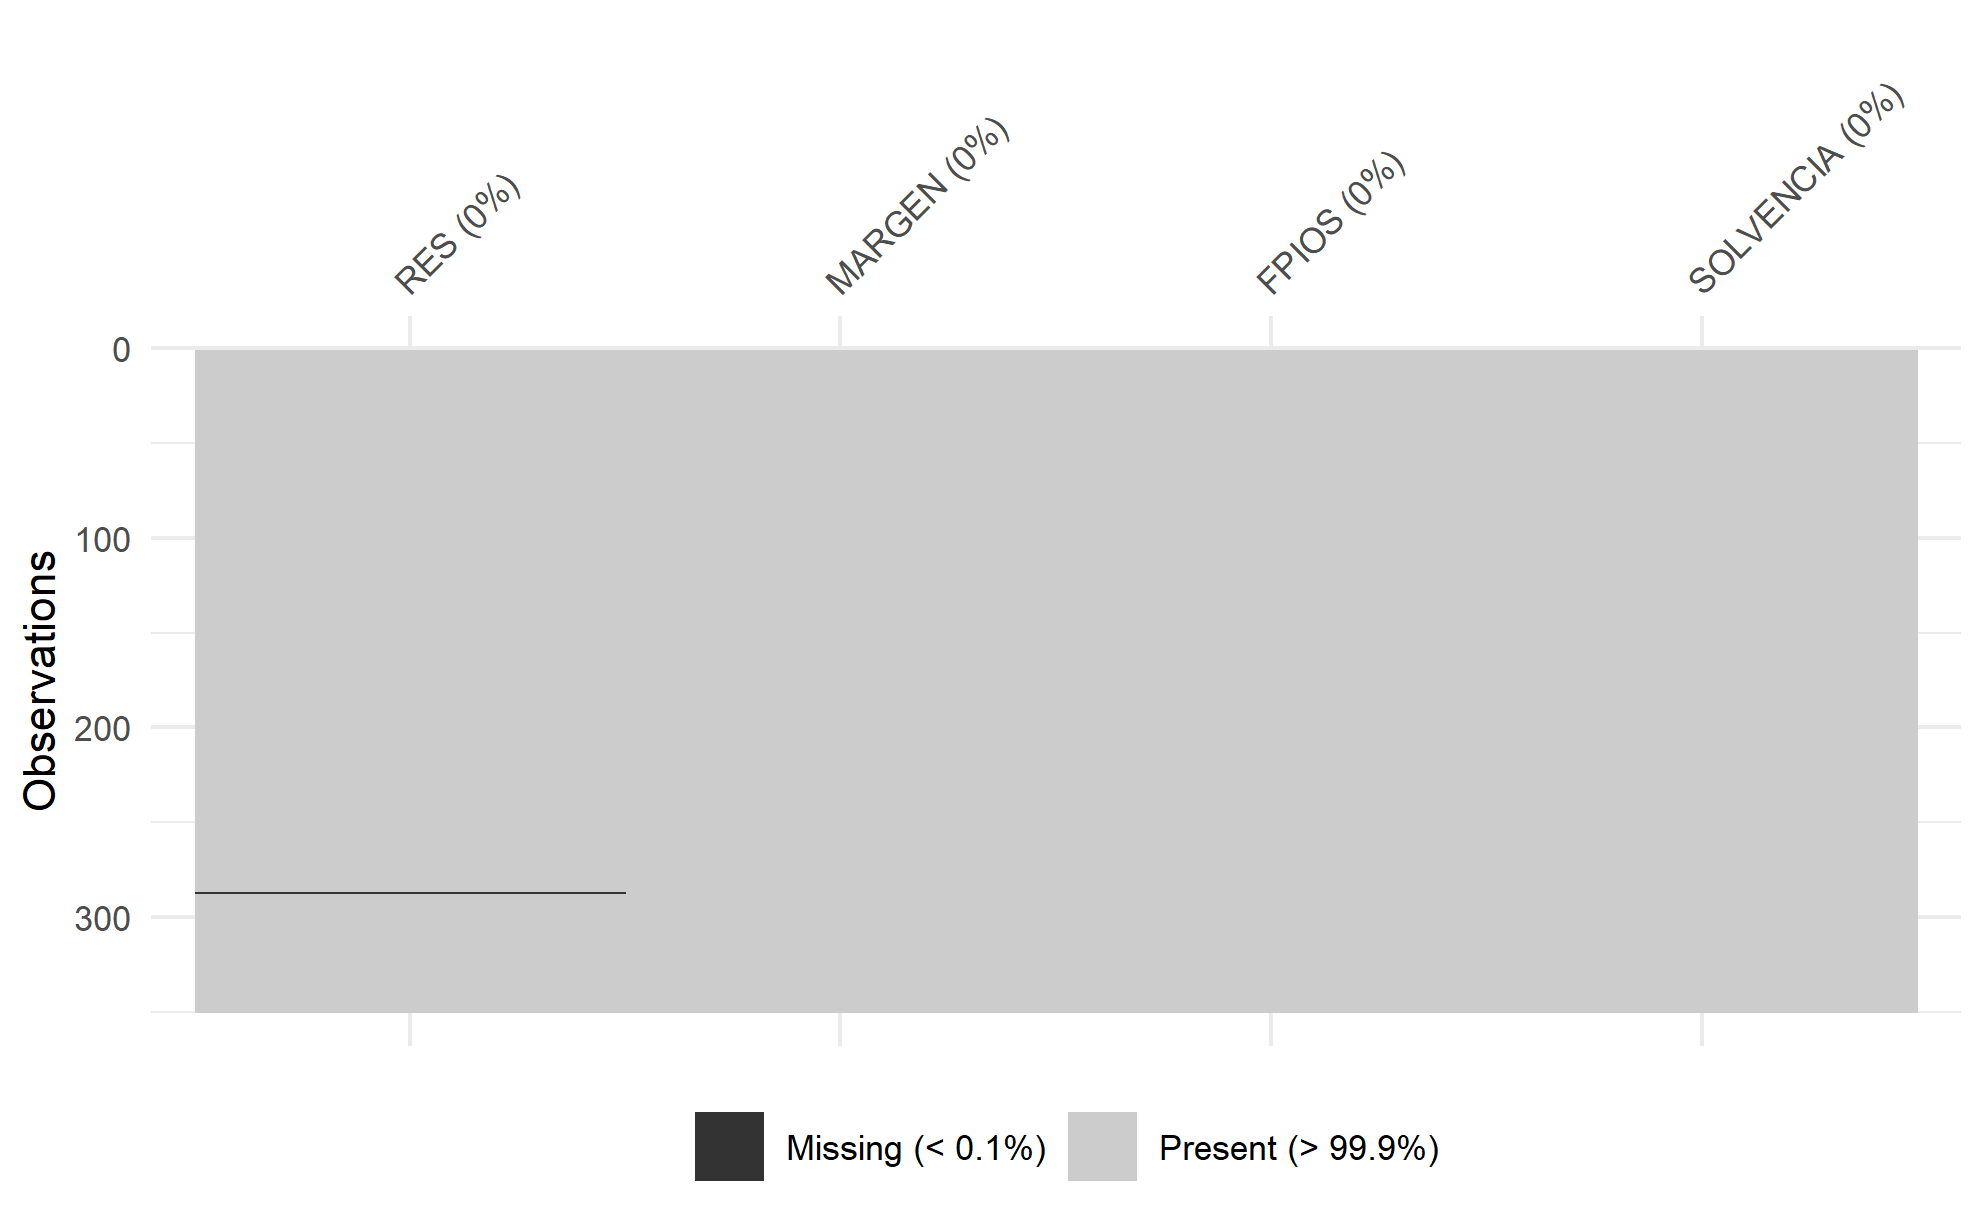 RES (0%)
MARGEN (0%)
FPIOS (0%)
SOLVENCIA (0%)
0
100
200
300
Observations
Missing (< 0.1%)
Present (> 99.9%)